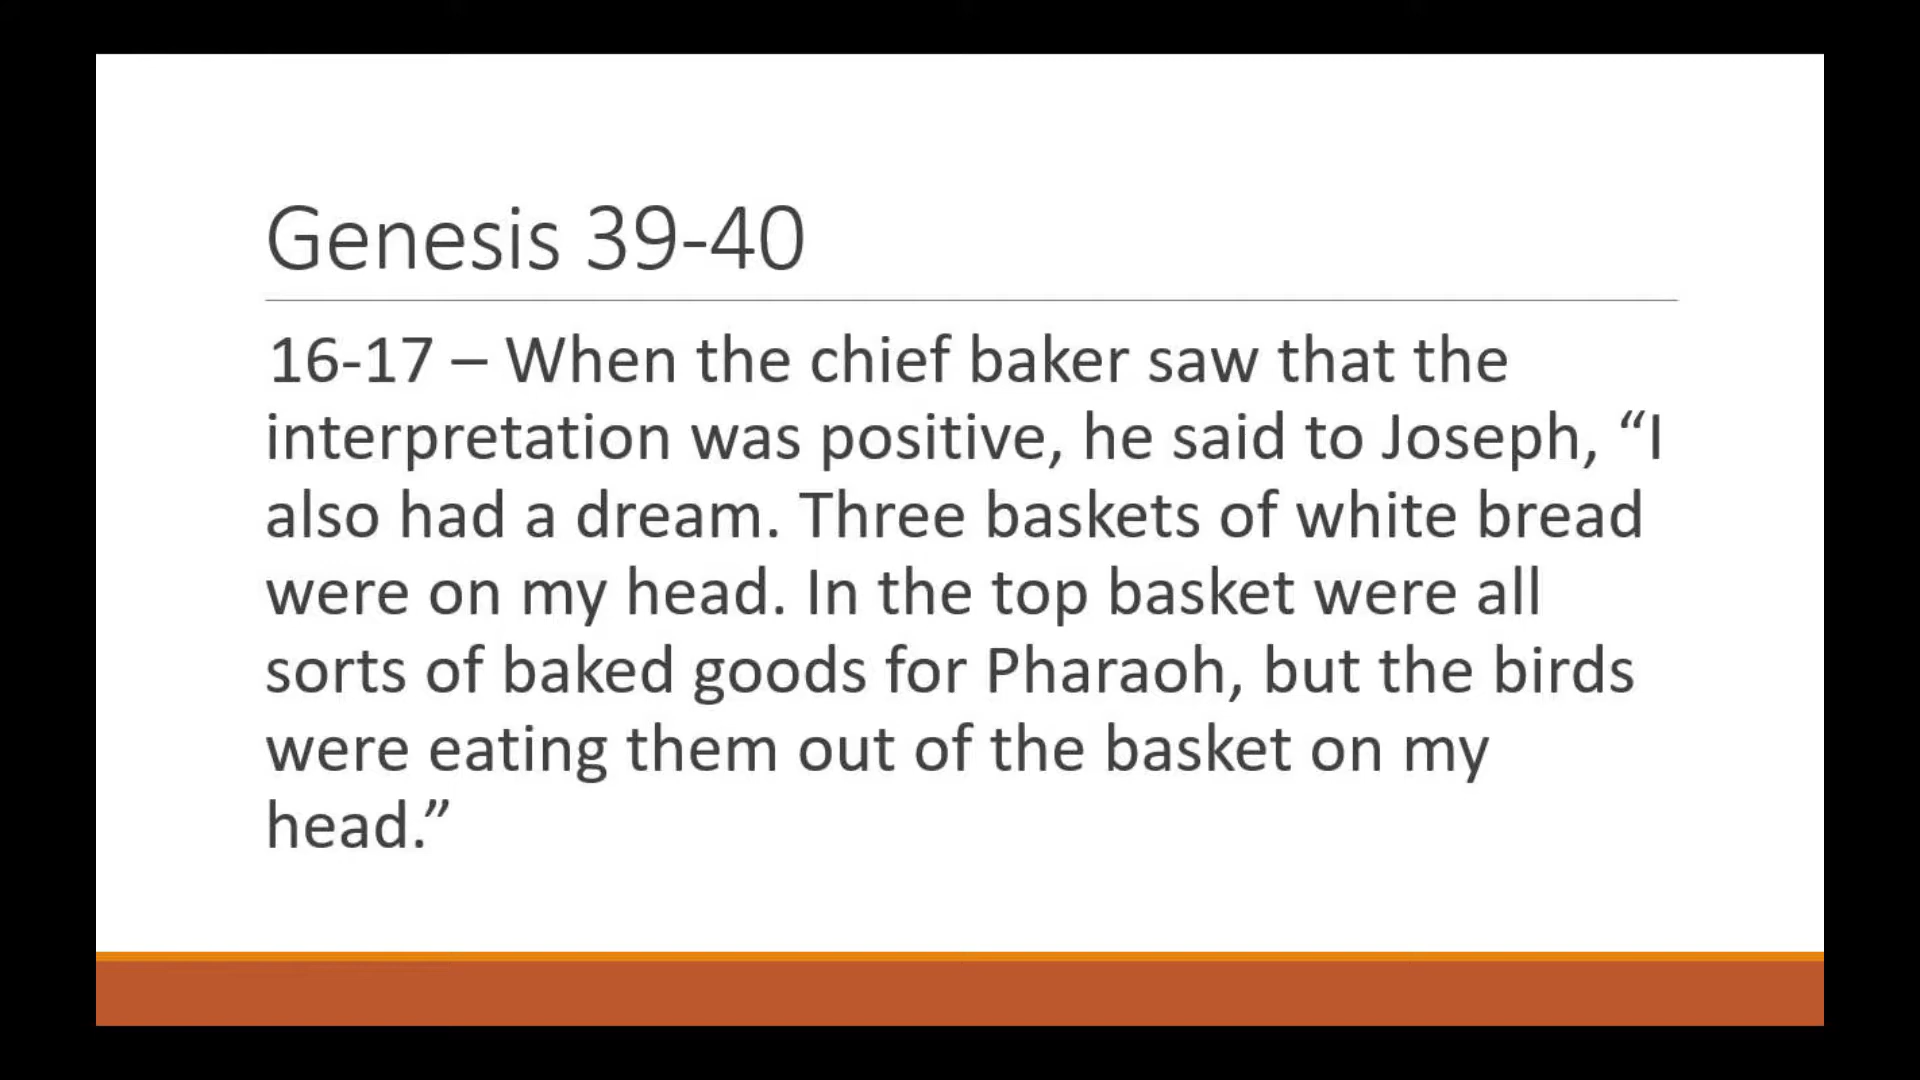 Genesis 39-40
16-17 – When the chief baker saw that the
interpretation was positive, he said to Joseph, “I
also had a dream. Three baskets of white bread
were on my head. In the top basket were all
sorts of baked goods for Pharaoh, but the birds
were eating them out of the basket on my
head.”